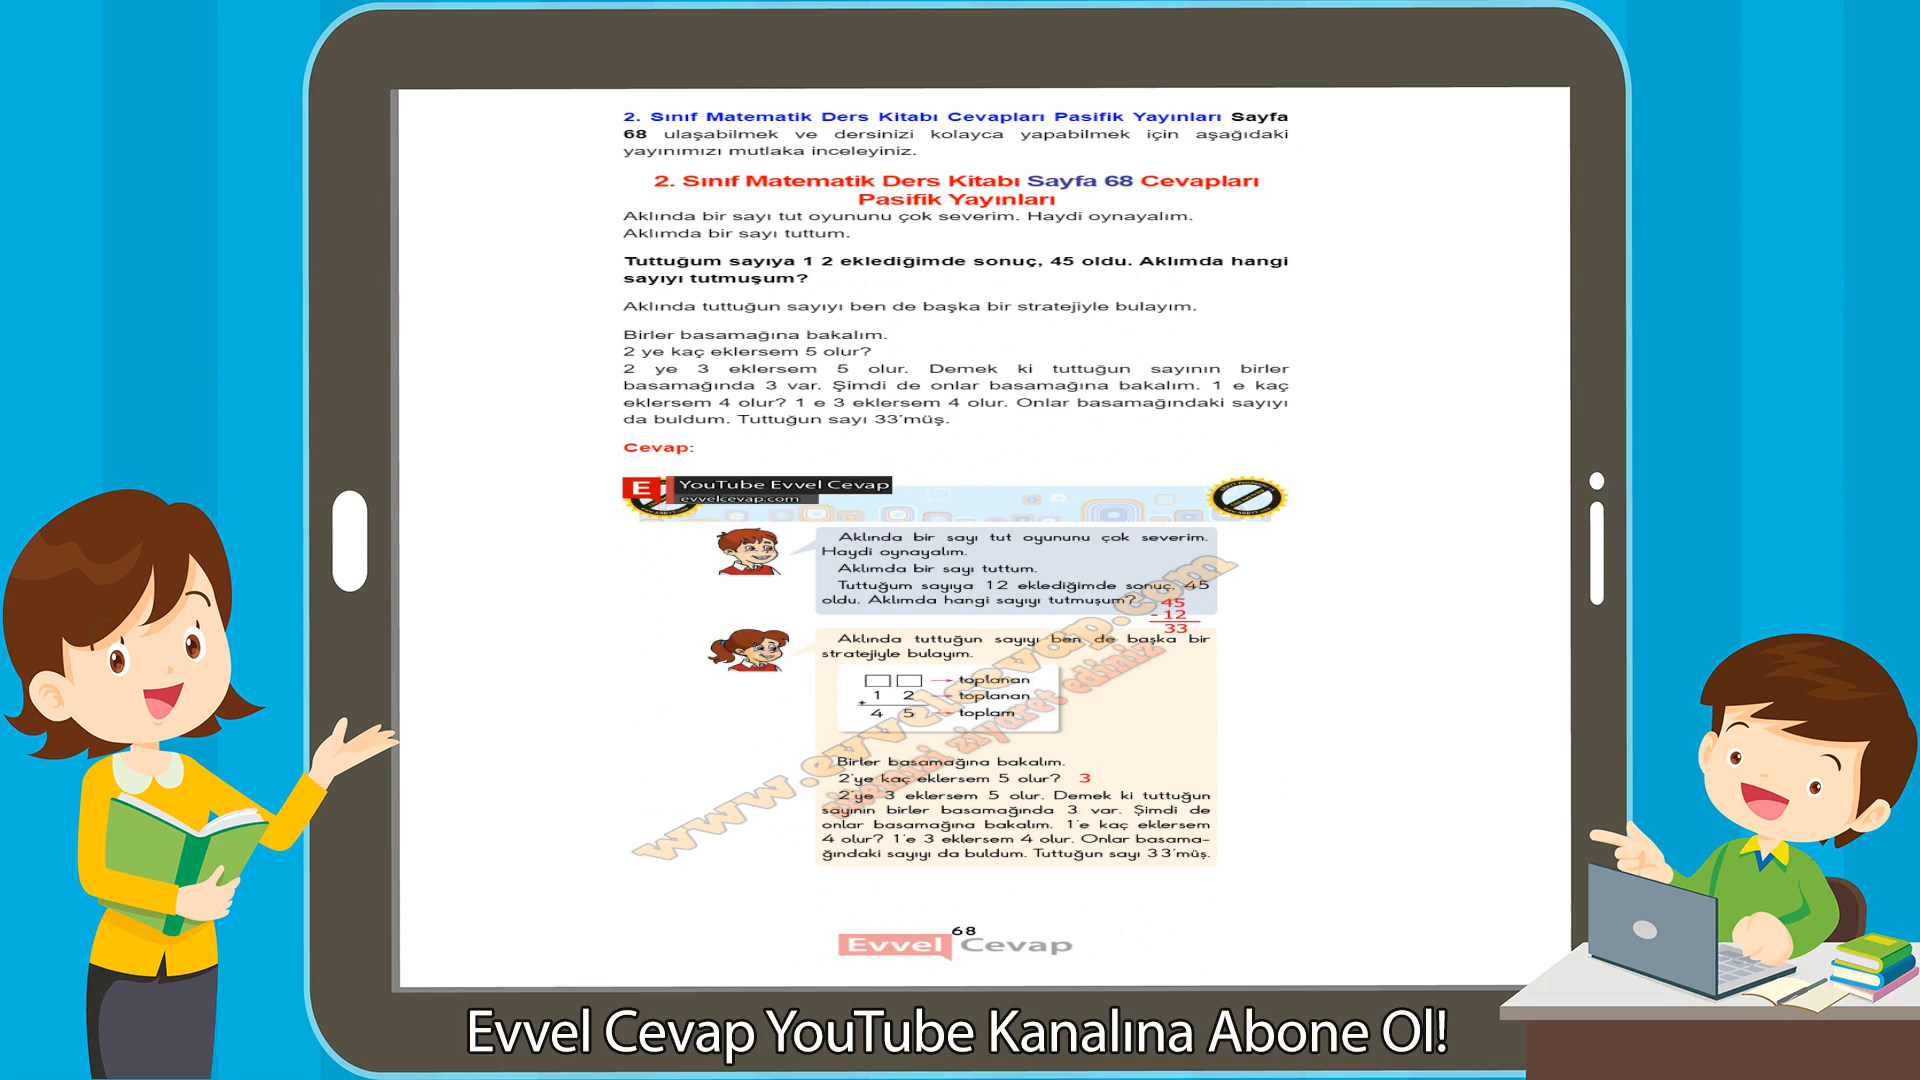 2. Sınıf Matematik Ders Kitabı Cevapları Pasifik Yayınları Sayfa
68 ulaşabilmek ve dersinizi kolayca yapabilmek için aşağıdaki
yayınımızı mutlaka inceleyiniz.
2. Sınıf Matematik Ders Kitabı Sayfa 68 Cevapları
Pasifik Yayınları
Aklında bir sayı tut oyununu çok severim. Haydi oynayalım.
Aklımda bir sayı tuttum.
Tuttuğum sayıya 1 2 eklediğimde sonuç, 45 oldu. Aklımda hangi
sayıyı tutmuşum?
Aklında tuttuğun sayıyı ben de başka bir stratejiyle bulayım.
Birler basamağına bakalım.
2 ye kaç eklersem 5 olur?
2 ye 3 eklersem 5 olur. Demek ki tuttuğun sayının birler
basamağında 3 var. Şimdi de onlar basamağına bakalım. 1 e kaç
eklersem 4 olur? 1 e 3 eklersem 4 olur. Onlar basamağındaki sayıyı
da buldum. Tuttuğun sayı 33'müş.
Cevap:
E YouTube Evvel Cevap
evvelcevap.com
Aklında bir sayı tut oyununu çok severim.
Haydi oynayalım.
Aklımda bir sayı tuttum.
Tuttuğum sayıya 12 eklediğimde sonuç, 45
oldu. Aklımda hangi sayıyı tutmuşum?
45
- 12
33
Aklında tuttuğun sayıyı ben de başka bir
stratejiyle bulayım.
→ toplanan
1 2 → toplanan
+
4 5 → toplam
Birler basamağına bakalım.
2'ye kaç eklersem 5 olur? 3
2'ye 3 eklersem 5 olur. Demek ki tuttuğun
sayının birler basamağında 3 var. Şimdi de
onlar basamağına bakalım. 1'e kaç eklersem
4 olur? 1'e 3 eklersem 4 olur. Onlar basama-
ğındaki sayıyı da buldum. Tuttuğun sayı 33'müş.
www.evvelcevap.com
sitemizi ziyaret ediniz
68
Evvel Cevap
Evvel Cevap YouTube Kanalına Abone Ol!